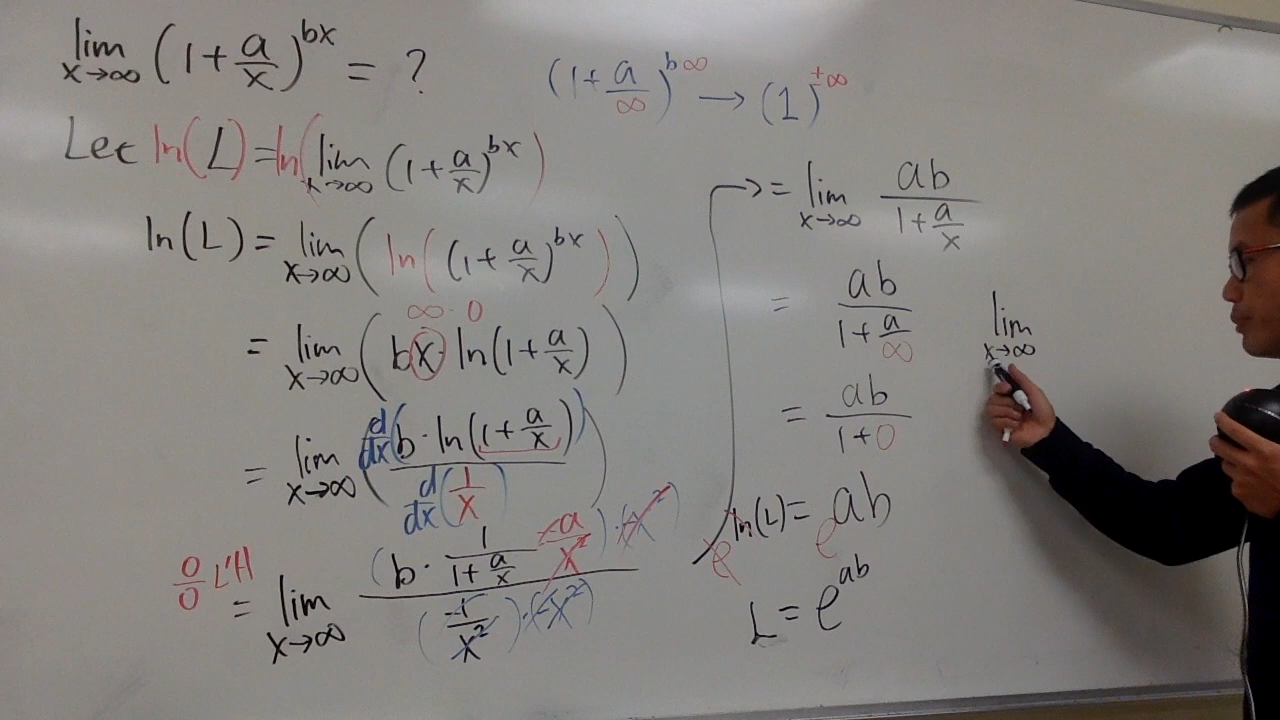 lim x→∞ (1+a/x)^bx = ?
(1+a/∞)^b∞ → (1)^±∞
Let ln(L)=ln(lim x→∞ (1+a/x)^bx)
ln(L) = lim x→∞ (ln((1+a/x)^bx))
∞·0
= lim x→∞ (bx·ln(1+a/x))
= lim x→∞ (d/dx(b·ln(1+a/x)) / d/dx(1/x))
0/0 L'H
= lim x→∞ (b·1/(1+a/x)·-a/x²)·(-x²) / (-1/x²)·(-x²)
→ = lim x→∞ ab/(1+a/x)
= ab/(1+a/∞)
= ab/(1+0)
e^ln(L) = e^ab
L = e^ab
lim x→∞